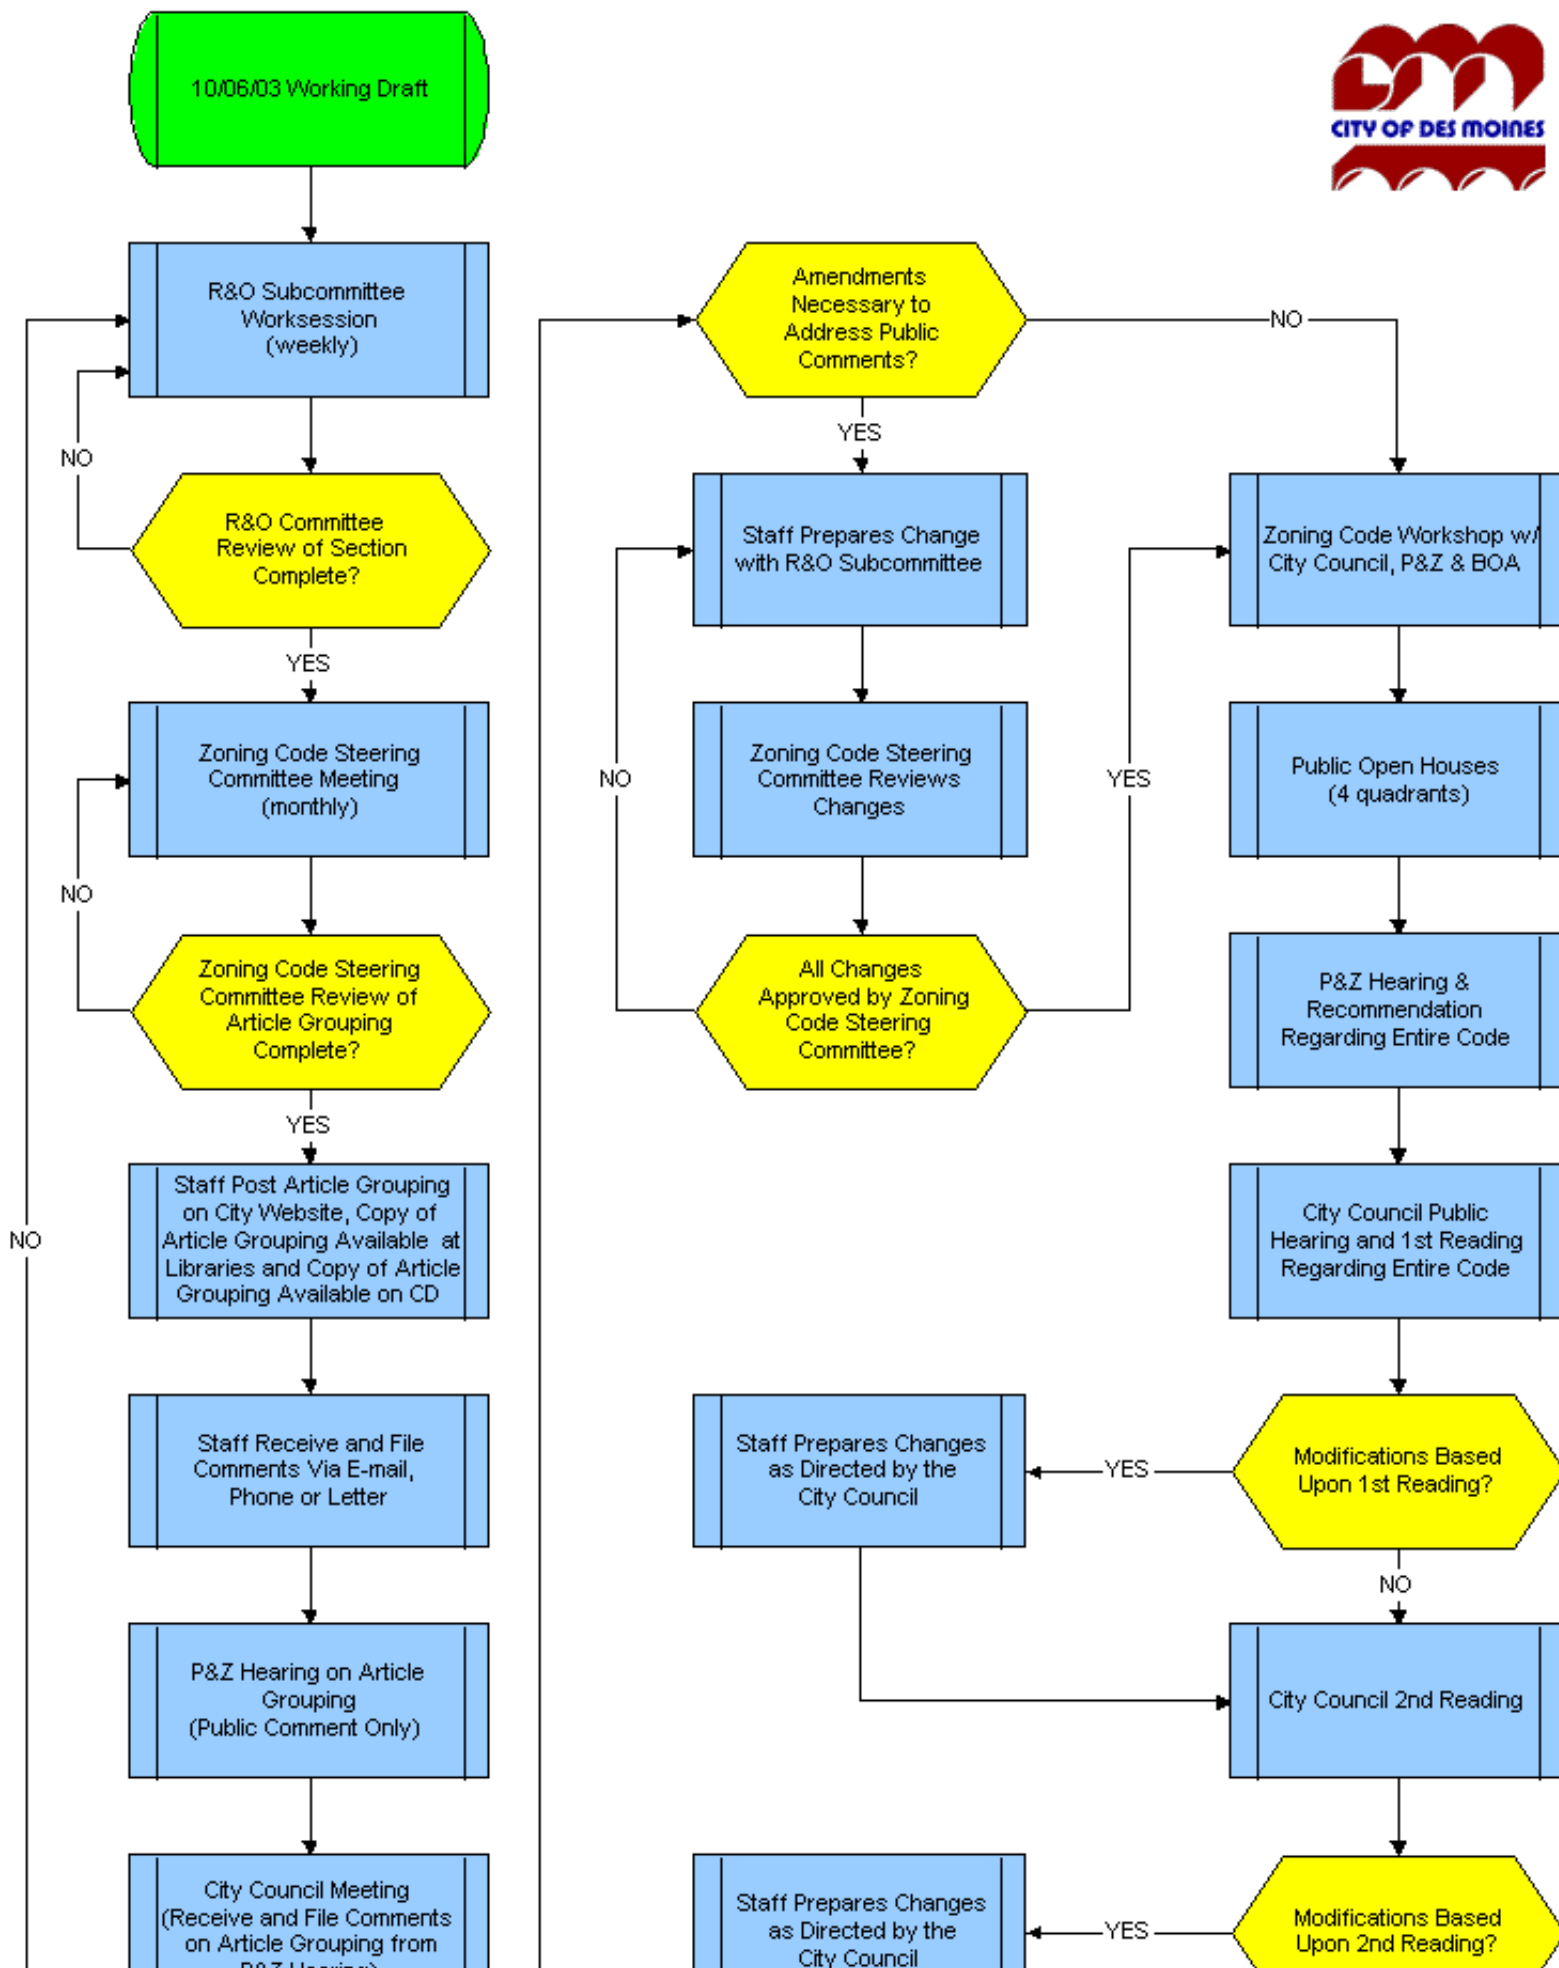 10/06/03 Working Draft
CITY OF DES MOINES
R&O Subcommittee
Worksession
(weekly)
NO
R&O Committee
Review of Section
Complete?
YES
Zoning Code Steering
Committee Meeting
(monthly)
NO
Zoning Code Steering
Committee Review of
Article Grouping
Complete?
YES
Staff Post Article Grouping
on City Website, Copy of
Article Grouping Available at
Libraries and Copy of Article
Grouping Available on CD
NO
Staff Receive and File
Comments Via E-mail,
Phone or Letter
P&Z Hearing on Article
Grouping
(Public Comment Only)
City Council Meeting
(Receive and File Comments
on Article Grouping from
P&Z Hearing)
Amendments
Necessary to
Address Public
Comments?
NO
YES
Staff Prepares Change
with R&O Subcommittee
Zoning Code Steering
Committee Reviews
Changes
NO
YES
All Changes
Approved by Zoning
Code Steering
Committee?
Zoning Code Workshop w/
City Council, P&Z & BOA
Public Open Houses
(4 quadrants)
P&Z Hearing &
Recommendation
Regarding Entire Code
City Council Public
Hearing and 1st Reading
Regarding Entire Code
Modifications Based
Upon 1st Reading?
YES
Staff Prepares Changes
as Directed by the
City Council
NO
City Council 2nd Reading
Modifications Based
Upon 2nd Reading?
YES
Staff Prepares Changes
as Directed by the
City Council